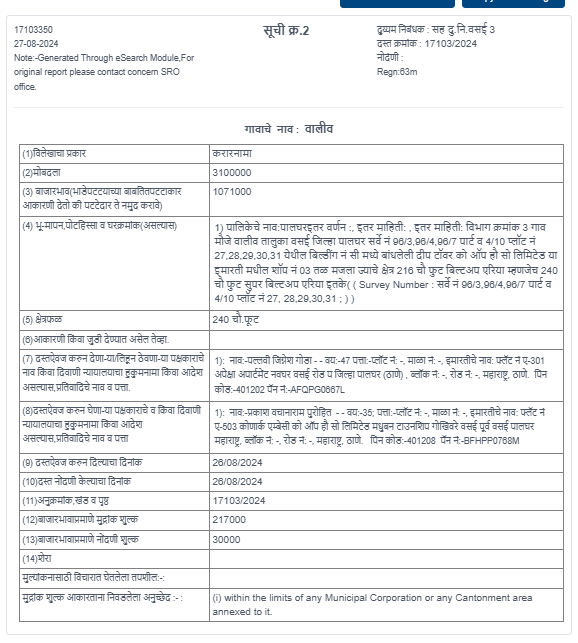 17103350
27-08-2024
Note:-Generated Through eSearch Module,For
original report please contact concern SRO
office.
सूची क्र.2
दुय्यम निबंधक : सह दु.नि.वसई 3
दस्त क्रमांक : 17103/2024
नोदंणी :
Regn:63m
गावाचे नाव : वालीव
(1)विलेखाचा प्रकार
करारनामा
(2)मोबदला
3100000
(3) बाजारभाव(भाडेपटटयाच्या बाबतितपटटाकार
आकारणी देतो की पटटेदार ते नमुद करावे)
1071000
(4) भू-मापन,पोटहिस्सा व घरक्रमांक(असल्यास)
1) पालिकेचे नाव:पालघरइतर वर्णन :, इतर माहिती: , इतर माहिती: विभाग क्रमांक 3 गाव
मौजे वालीव तालुका वसई जिल्हा पालघर सर्वे नं 96/3,96/4,96/7 पार्ट व 4/10 प्लॉट नं
27,28,29,30,31 येथील बिल्डींग नं सी मध्ये बांधलेली दीप टॉवर को ऑप हौ सो लिमिटेड या
इमारती मधील शॉप नं 03 तळ मजला ज्याचे क्षेत्र 216 चौ फुट बिल्टअप एरिया म्हणजेच 240
चौ फुट सुपर बिल्टअप एरिया इतके( ( Survey Number : सर्वे नं 96/3,96/4,96/7 पार्ट व
4/10 प्लॉट नं 27, 28,29,30,31 ; ) )
(5) क्षेत्रफळ
240 चौ.फूट
(6)आकारणी किंवा जुडी देण्यात असेल तेव्हा.
(7) दस्तऐवज करुन देणा-या/लिहून ठेवणा-या पक्षकाराचे
नाव किंवा दिवाणी न्यायालयाचा हुकुमनामा किंवा आदेश
असल्यास,प्रतिवादिचे नाव व पत्ता.
1): नाव:-पल्लवी जिग्नेश गोडा - - वय:-47 पत्ता:-प्लॉट नं: -, माळा नं: -, इमारतीचे नाव: फ्लॅट नं ए-301
अपेक्षा अपार्टमेंट नवघर वसई रोड प जिल्हा पालघर (ठाणे) , ब्लॉक नं: -, रोड नं: -, महाराष्ट्र, ठाणे. पिन
कोड:-401202 पॅन नं:-AFQPG0667L
(8)दस्तऐवज करुन घेणा-या पक्षकाराचे व किंवा दिवाणी
न्यायालयाचा हुकुमनामा किंवा आदेश
असल्यास,प्रतिवादिचे नाव व पत्ता
1): नाव:-प्रकाश वचानाराम पुरोहित - - वय:-35; पत्ता:-प्लॉट नं: -, माळा नं: -, इमारतीचे नाव: फ्लॅट नं
ए-503 कोणार्क एम्बेसी को ऑप हौ सो लिमिटेड मधुबन टाउनशिप गोखिवरे वसई पूर्व वसई पालघर
महाराष्ट्र, ब्लॉक नं: -, रोड नं: -, महाराष्ट्र, ठाणे. पिन कोड:-401208 पॅन नं:-BFHPP0768M
(9) दस्तऐवज करुन दिल्याचा दिनांक
26/08/2024
(10)दस्त नोंदणी केल्याचा दिनांक
26/08/2024
(11)अनुक्रमांक,खंड व पृष्ठ
17103/2024
(12)बाजारभावाप्रमाणे मुद्रांक शुल्क
217000
(13)बाजारभावाप्रमाणे नोंदणी शुल्क
30000
(14)शेरा
मुल्यांकनासाठी विचारात घेतलेला तपशील:-:
मुद्रांक शुल्क आकारताना निवडलेला अनुच्छेद :- :
(i) within the limits of any Municipal Corporation or any Cantonment area
annexed to it.